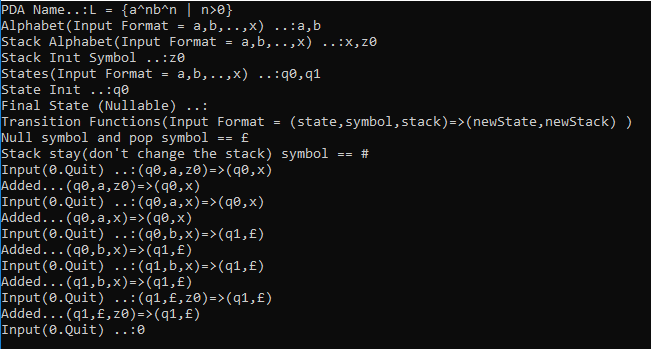 PDA Name..:L = {a^nb^n | n>0}
Alphabet(Input Format = a,b,..,x) ..:a,b
Stack Alphabet(Input Format = a,b,..,x) ..:x,z0
Stack Inıt Symbol ..:z0
States(Input Format = a,b,..,x) ..:q0,q1
State Inıt ..:q0
Final State (Nullable) ..:
Transition Functions(Input Format = (state,symbol,stack)=>(newState,newStack) )
Null symbol and pop symbol == £
Stack stay(don't change the stack) symbol == #
Input(0.Quit) ..:(q0,a,z0)=>(q0,x)
Added...(q0,a,z0)=>(q0,x)
Input(0.Quit) ..:(q0,a,x)=>(q0,x)
Added...(q0,a,x)=>(q0,x)
Input(0.Quit) ..:(q0,b,x)=>(q1,£)
Added...(q0,b,x)=>(q1,£)
Input(0.Quit) ..:(q1,b,x)=>(q1,£)
Added...(q1,b,x)=>(q1,£)
Input(0.Quit) ..:(q1,£,z0)=>(q1,£)
Added...(q1,£,z0)=>(q1,£)
Input(0.Quit) ..:0